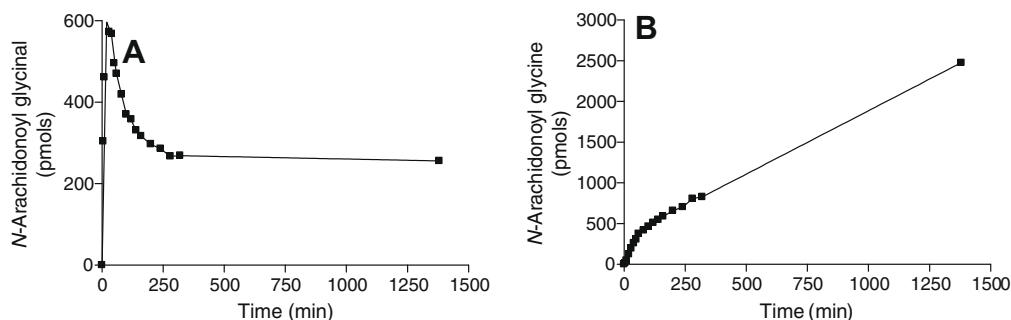 A
N-Arachidonoyl glycinal
(pmols)
600
400
200
0
0 250 500 750 1000 1250 1500
Time (min)
B
N-Arachidonoyl glycine
(pmols)
3000
2500
2000
1500
1000
500
0
0 250 500 750 1000 1250 1500
Time (min)